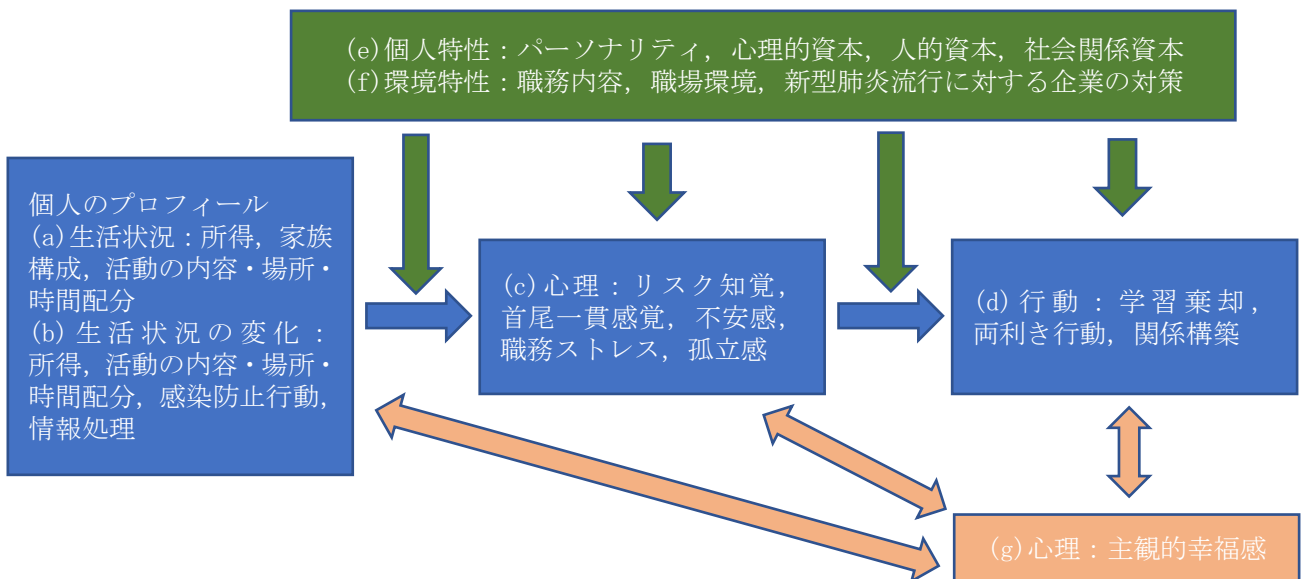 (e)個人特性：パーソナリティ，心理的資本，人的資本，社会関係資本
(f)環境特性：職務内容，職場環境，新型肺炎流行に対する企業の対策
個人のプロフィール
(a)生活状況：所得，家族
構成，活動の内容・場所・
時間配分
(b)生活状況の変化：
所得，活動の内容・場所・
時間配分，感染防止行動，
情報処理
(c)心理：リスク知覚，
首尾一貫感覚，不安感，
職務ストレス，孤立感
(d)行動：学習棄却，
両利き行動，関係構築
(g)心理：主観的幸福感